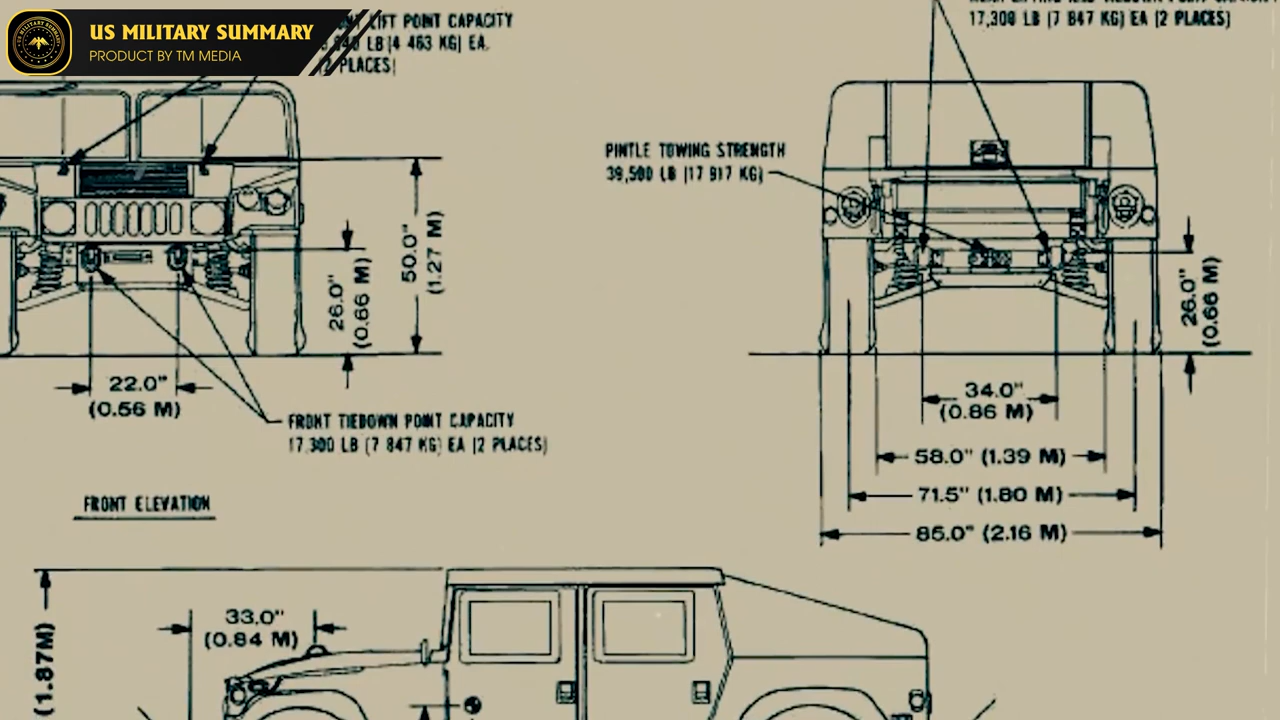 US MILITARY SUMMARY
PRODUCT BY TM MEDIA
LIFT POINT CAPACITY
LB (4 463 KG) EA.
(2 PLACES)
17,300 LB (7 847 KG) EA (2 PLACES)
PINTLE TOWING STRENGTH
39,500 LB (17 917 KG)
50.0"
(1.27 M)
26.0"
(0.66 M)
26.0"
(0.66 M)
22.0"
(0.56 M)
34.0"
(0.86 M)
FRONT TIEDOWN POINT CAPACITY
17,300 LB (7 847 KG) EA (2 PLACES)
58.0" (1.39 M)
71.5" (1.80 M)
85.0" (2.16 M)
FRONT ELEVATION
33.0"
(0.84 M)
(1.87M)